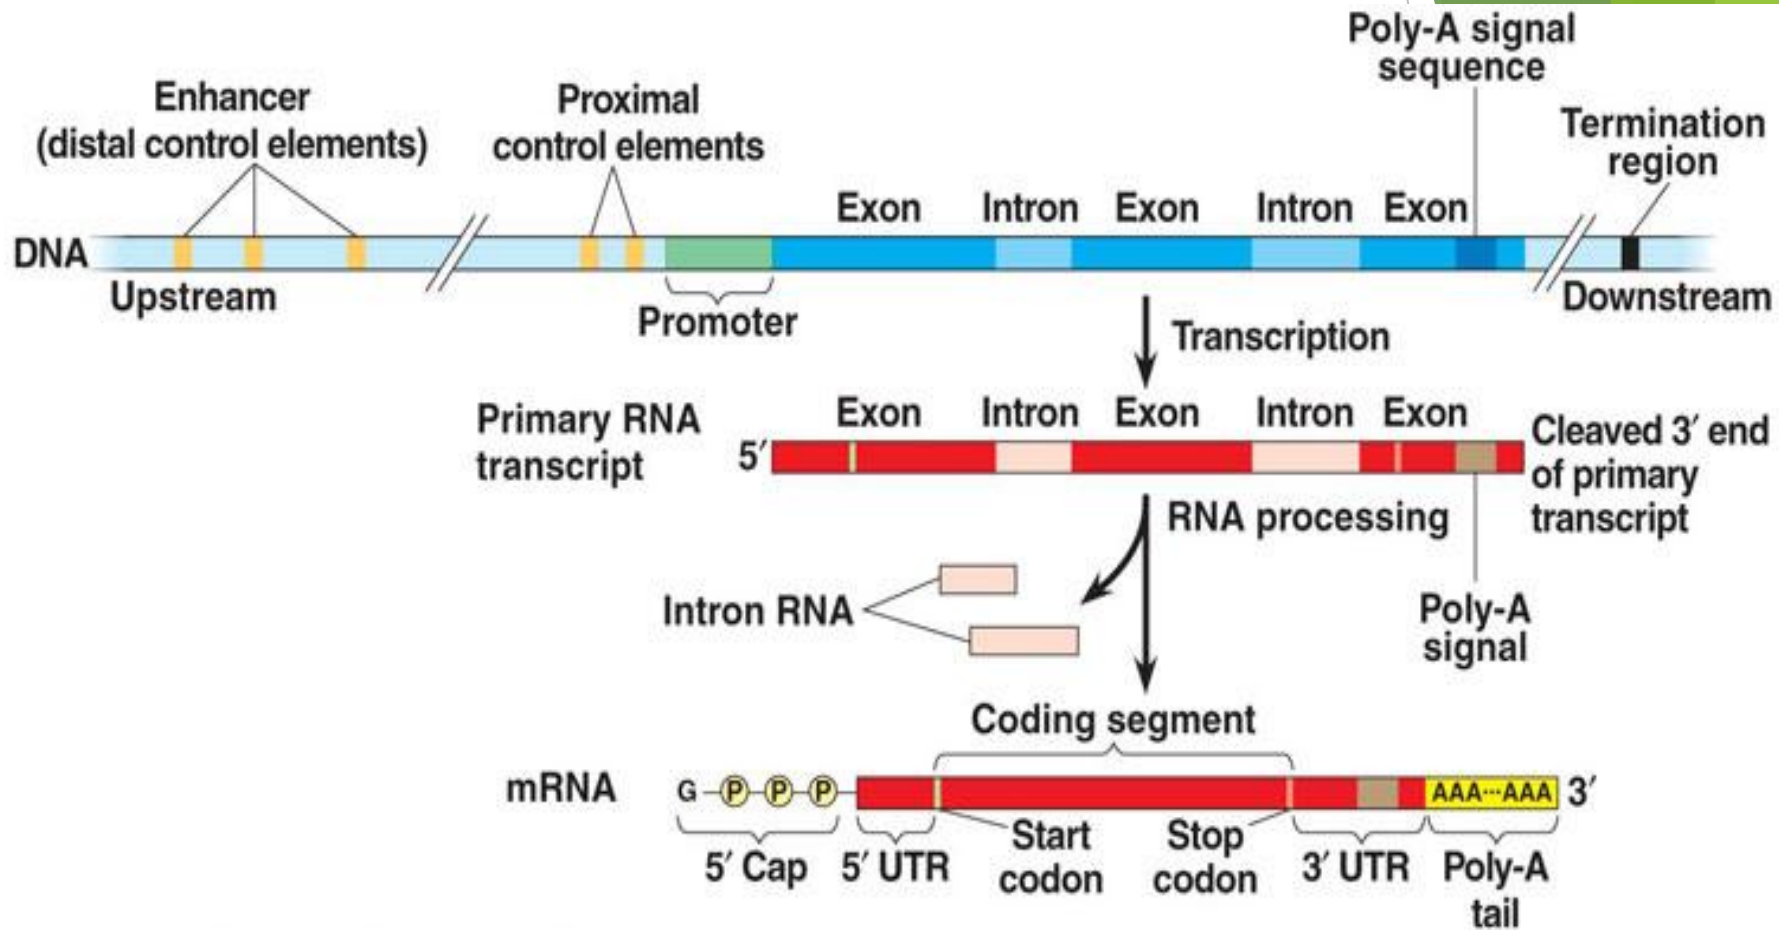 Poly-A signal
sequence
Enhancer
(distal control elements)
Proximal
control elements
Termination
region
Exon Intron Exon Intron Exon
DNA
Upstream
Downstream
Promoter
Transcription
Primary RNA
transcript
Exon Intron Exon Intron Exon
5′
Cleaved 3′ end
of primary
transcript
RNA processing
Intron RNA
Poly-A
signal
Coding segment
mRNA
G P P P
AAA···AAA
3′
5′ Cap
5′ UTR
Start
codon
Stop
codon
3′ UTR
Poly-A
tail